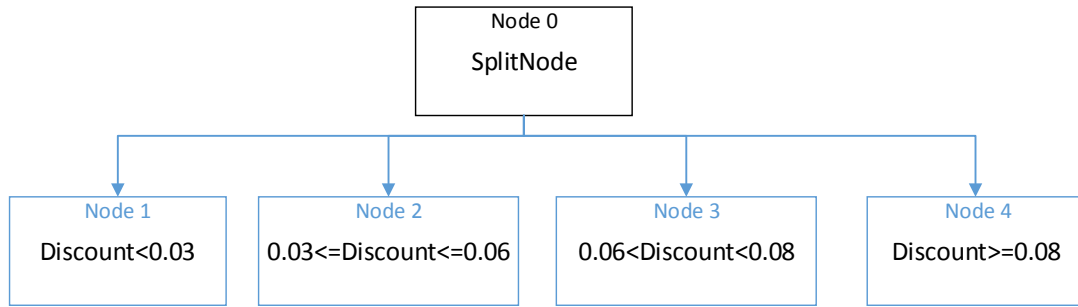 Node 0
SplitNode
Node 1
Discount<0.03
Node 2
0.03<=Discount<=0.06
Node 3
0.06<Discount<0.08
Node 4
Discount>=0.08